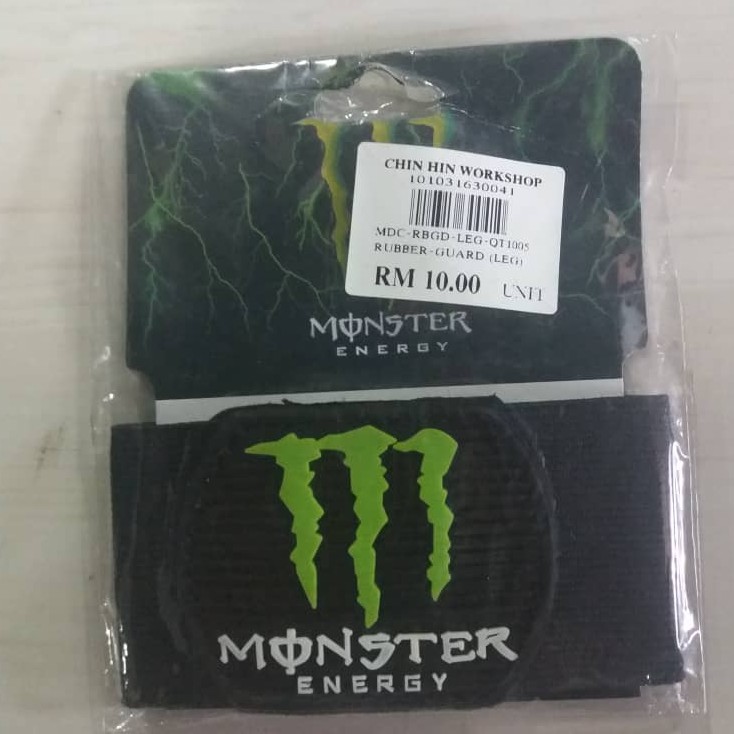 CHIN HIN WORKSHOP
101031630041
MDC-RBGD-LEG-QT1005
RUBBER-GUARD (LEG)
RM 10.00 UNIT
MONSTER
ENERGY
MONSTER
ENERGY